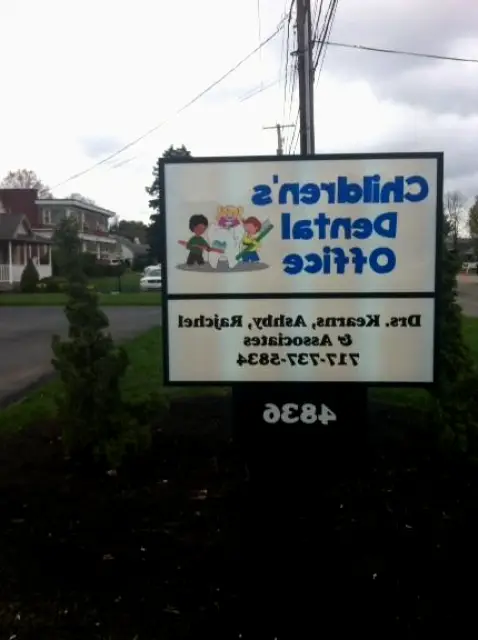 Children's
Dental
Office
Drs. Kearns, Ashby, Rajchel
& Associates
717-737-5834
4836